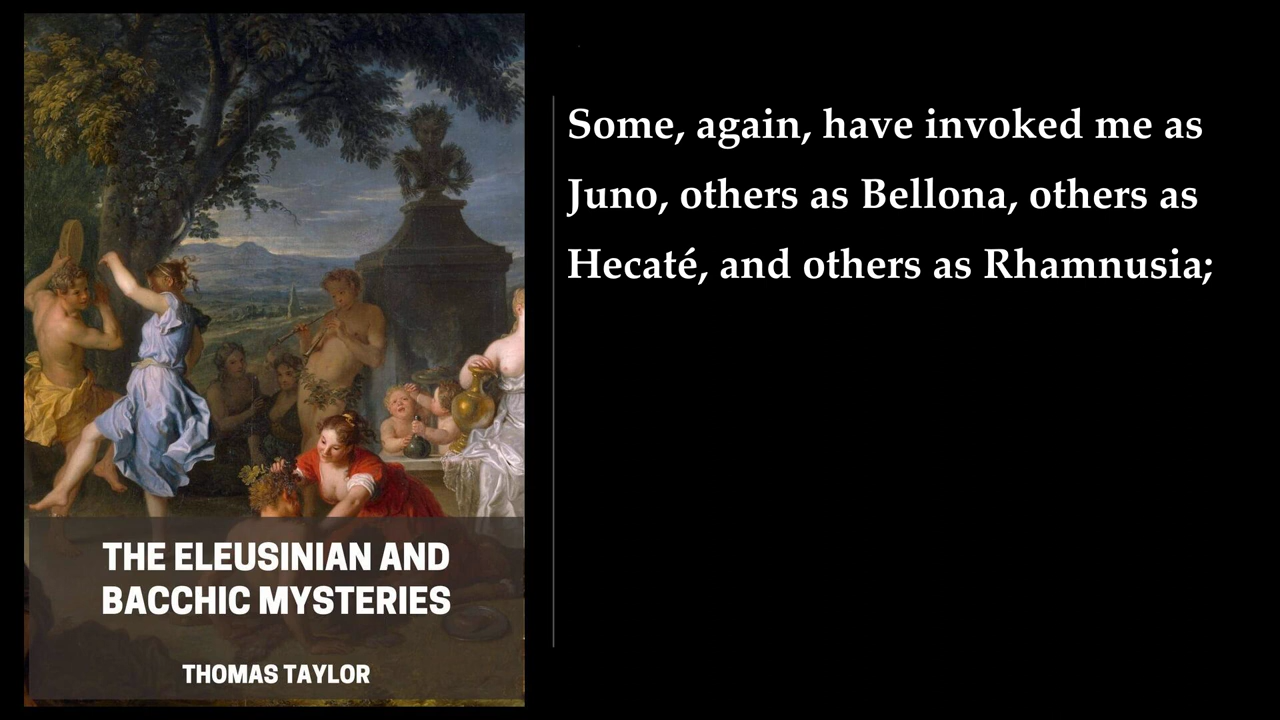 Some, again, have invoked me as
Juno, others as Bellona, others as
Hecaté, and others as Rhamnusia;
THE ELEUSINIAN AND
BACCHIC MYSTERIES
THOMAS TAYLOR